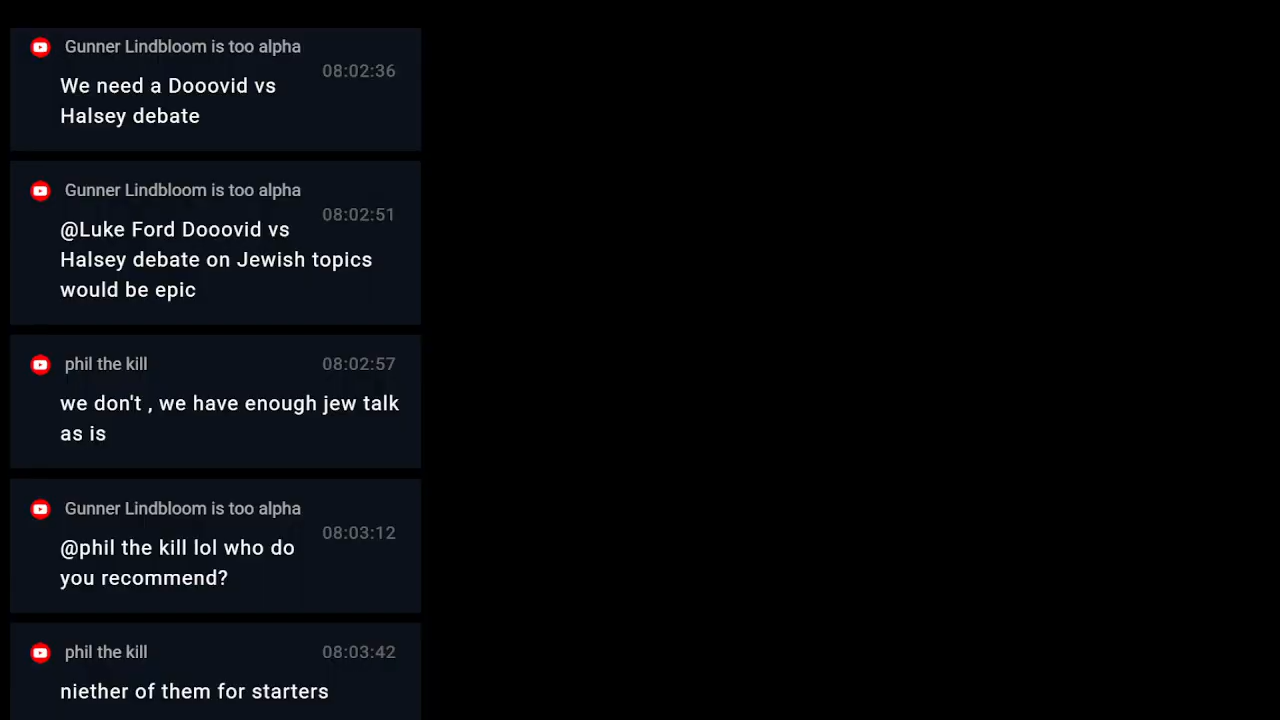 Gunner Lindbloom is too alpha
08:02:36
We need a Dooovid vs
Halsey debate
Gunner Lindbloom is too alpha
08:02:51
@Luke Ford Dooovid vs
Halsey debate on Jewish topics
would be epic
phil the kill 08:02:57
we don't , we have enough jew talk
as is
Gunner Lindbloom is too alpha
08:03:12
@phil the kill lol who do
you recommend?
phil the kill 08:03:42
niether of them for starters